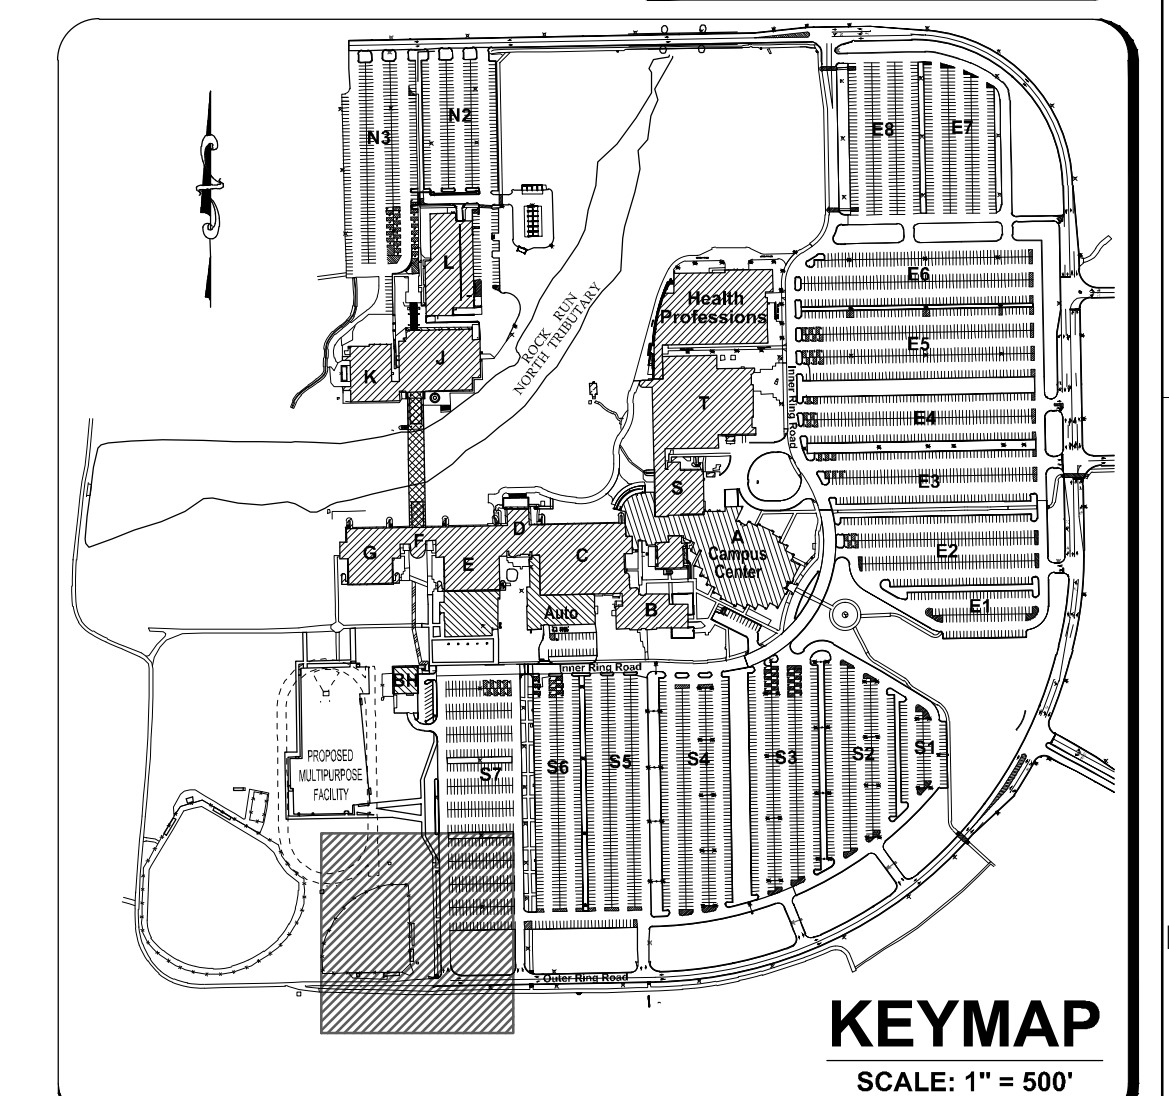 N3
N2
E8
E7
L
E6
Health
Professions
ROCK RUN
NORTH TRIBUTARY
E5
J
K
Inner Ring Road
T
E4
E3
S
D
A
Campus
Center
G
F
E
C
E2
B
Auto
E1
Inner Ring Road
BH
PROPOSED
MULTIPURPOSE
FACILITY
S7
S6
S5
S4
S3
S2
S1
Outer Ring Road
KEYMAP
SCALE: 1" = 500'